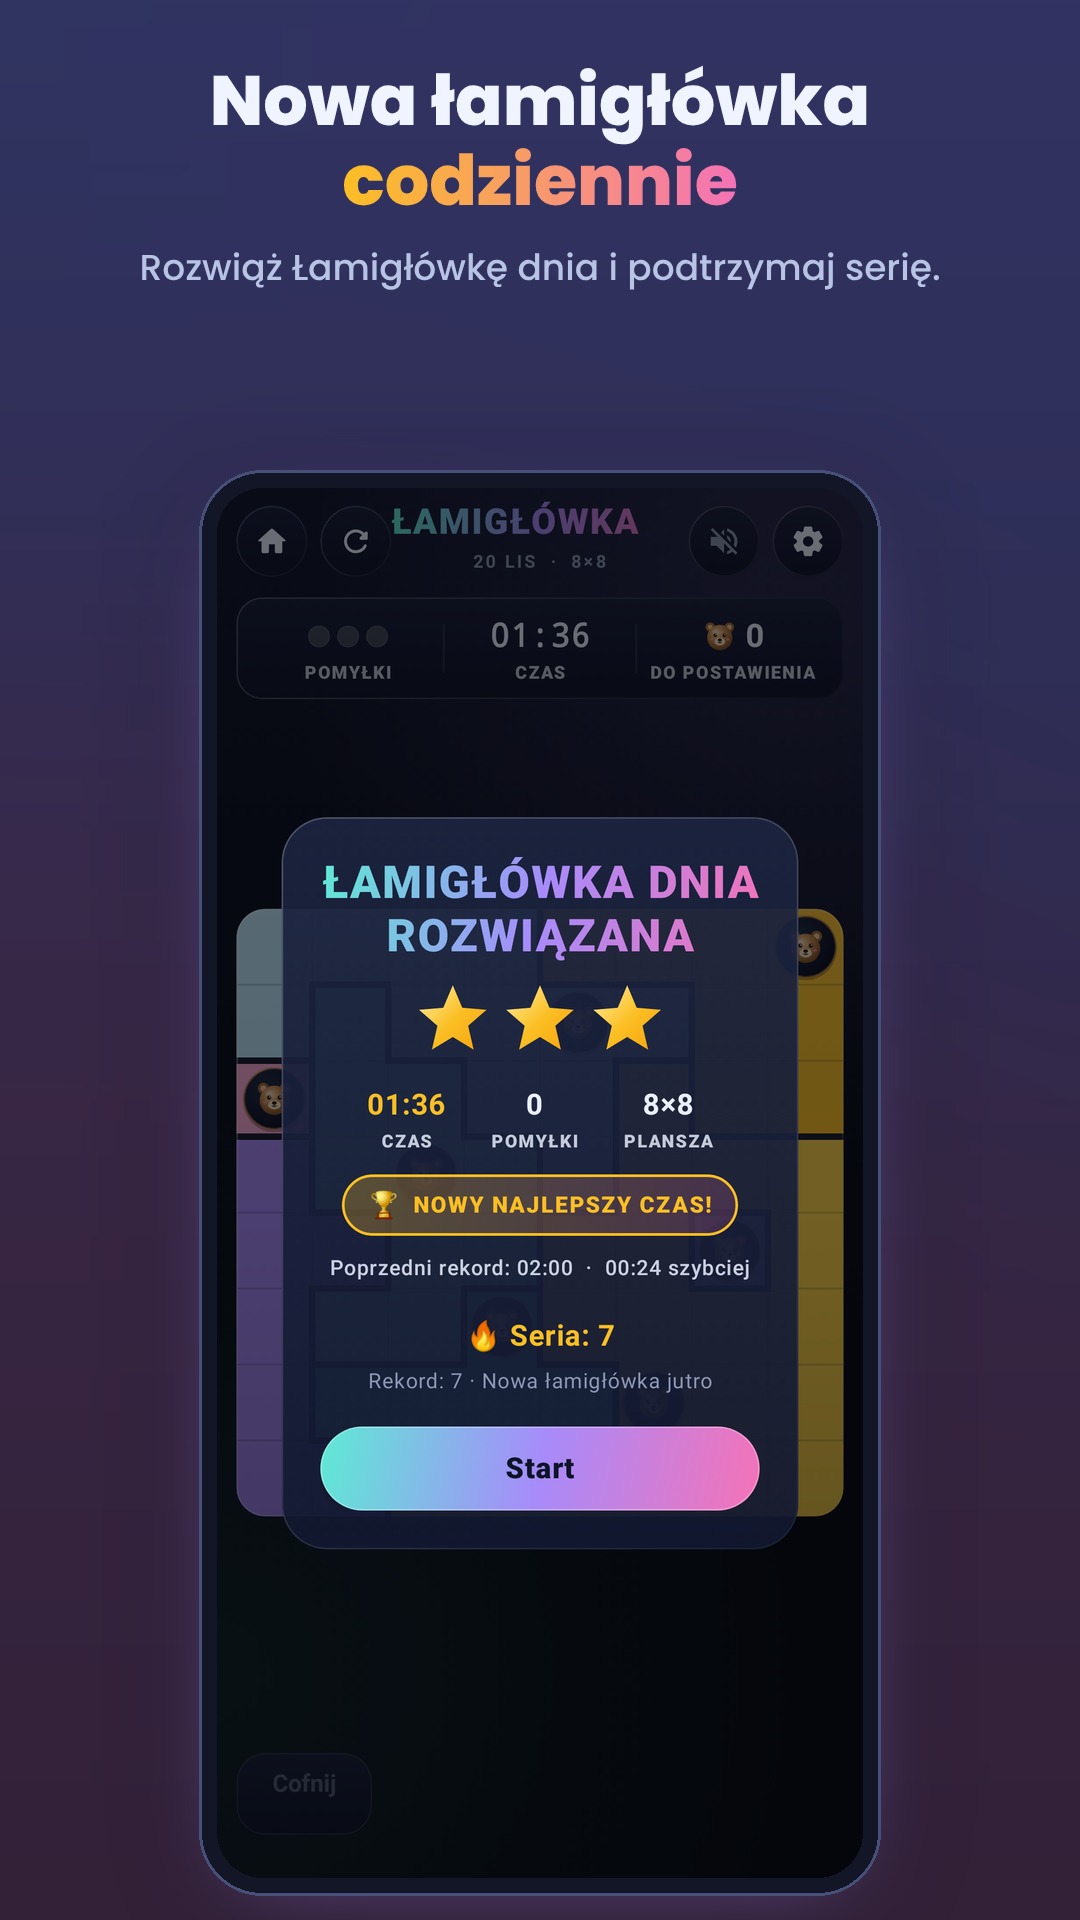 Nowa łamigłówka
codziennie
Rozwiąż Łamigłówkę dnia i podtrzymaj serię.
ŁAMIGŁÓWKA
20 LIS · 8×8
01:36
0
POMYŁKI
CZAS
DO POSTAWIENIA
ŁAMIGŁÓWKA DNIA
ROZWIĄZANA
01:36
0
8×8
CZAS
POMYŁKI
PLANSZA
NOWY NAJLEPSZY CZAS!
Poprzedni rekord: 02:00 · 00:24 szybciej
Seria: 7
Rekord: 7 · Nowa łamigłówka jutro
Start
Cofnij